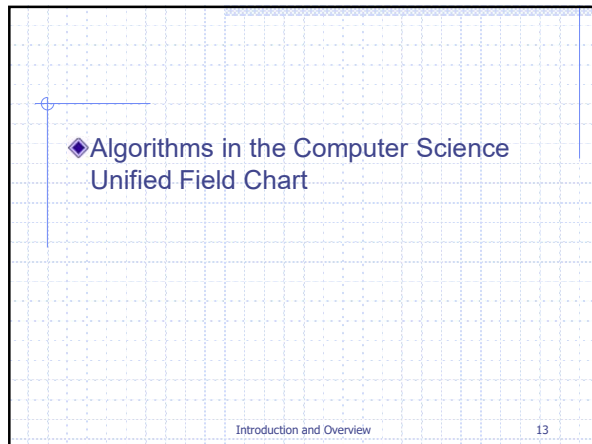 Algorithms in the Computer Science
Unified Field Chart
Introduction and Overview 13